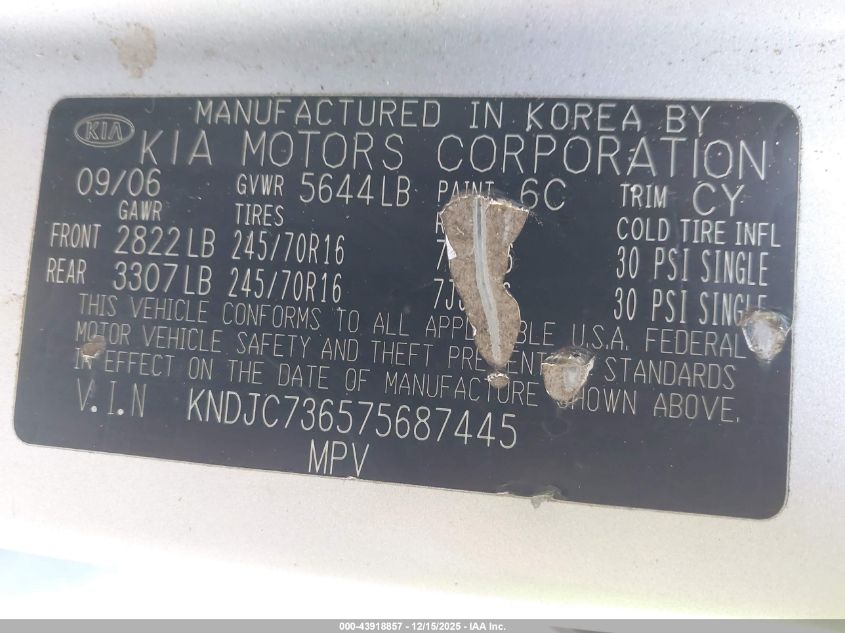 MANUFACTURED IN KOREA BY
KIA
KIA MOTORS CORPORATION
09/06 GVWR 5644LB PAINT 6C TRIM CY
GAWR TIRES COLD TIRE INFL
FRONT 2822LB 245/70R16 30 PSI SINGLE
REAR 3307LB 245/70R16 30 PSI SINGLE
THIS VEHICLE CONFORMS TO ALL APPLICABLE U.S.A. FEDERAL
MOTOR VEHICLE SAFETY AND THEFT STANDARDS
IN EFFECT ON THE DATE OF MANUFACTURE SHOWN ABOVE.
V.I.N KNDJC736575687445
MPV
000-43918857 - 12/15/2025 - IAA Inc.